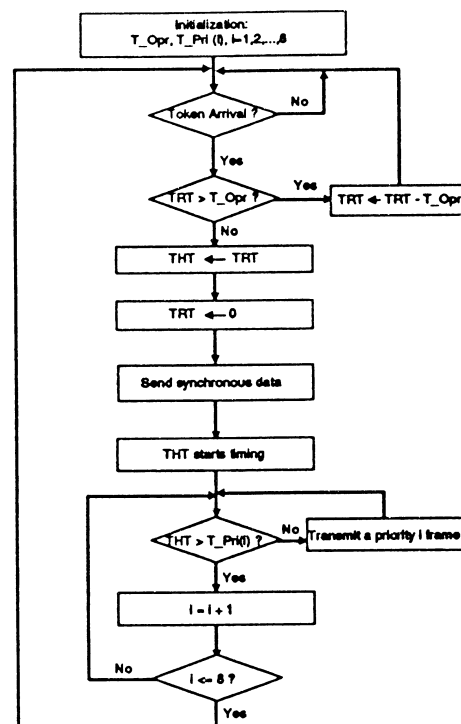 Initialization:
T_Opr, T_Pri (i), i=1,2,...,8
Token Arrival ?
No
Yes
TRT > T_Opr ?
Yes
TRT ← TRT - T_Opr
No
THT ← TRT
TRT ← 0
Send synchronous data
THT starts timing
THT > T_Pri(i) ?
No
Transmit a priority i frame
Yes
i = i + 1
No
i <= 8 ?
Yes